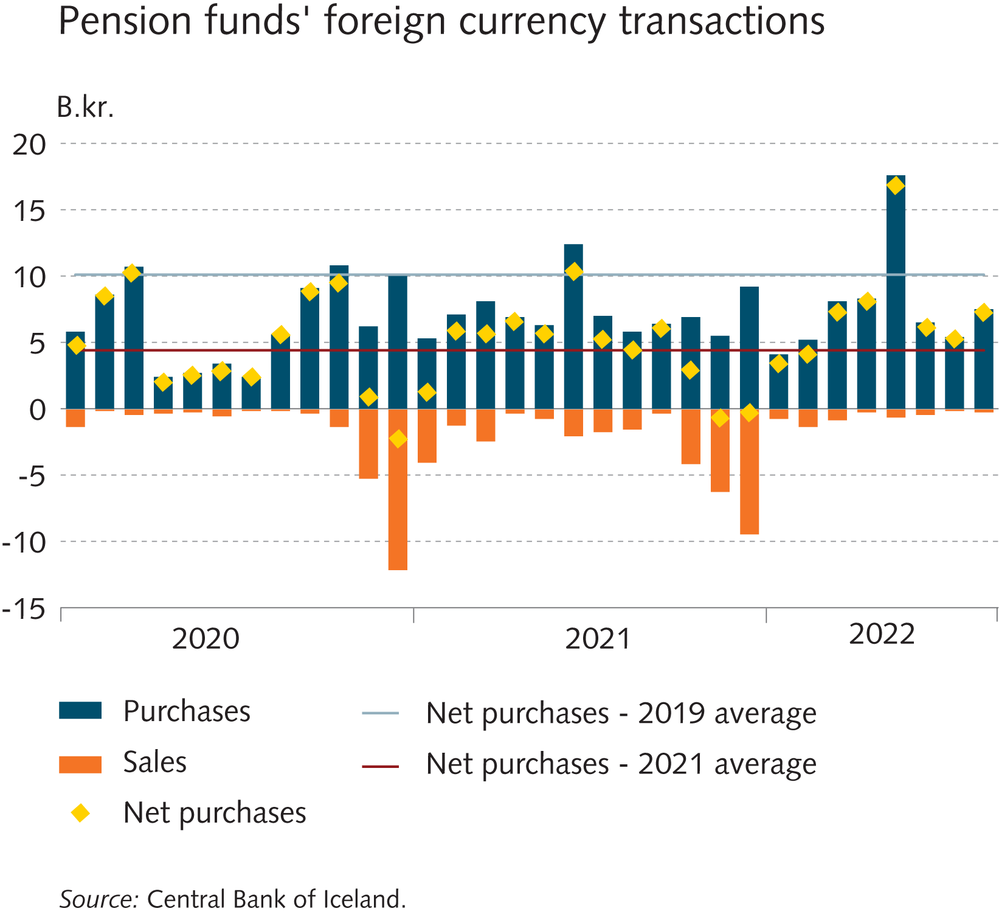 Pension funds' foreign currency transactions
B.kr.
20
15
10
5
0
-5
-10
-15
2020
2021
2022
Purchases
Sales
Net purchases
Net purchases - 2019 average
Net purchases - 2021 average
Source: Central Bank of Iceland.